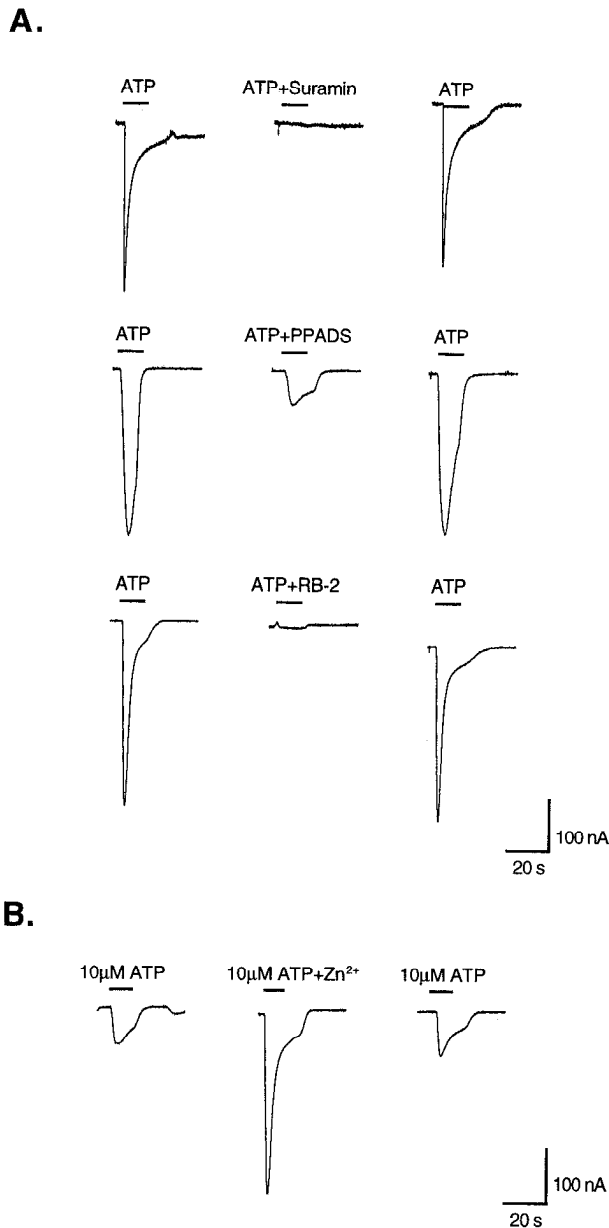 A.
ATP ATP+Suramin ATP
ATP ATP+PPADS ATP
ATP ATP+RB-2 ATP
100 nA
20 s
B.
10μM ATP 10μM ATP+Zn²⁺ 10μM ATP
100 nA
20 s